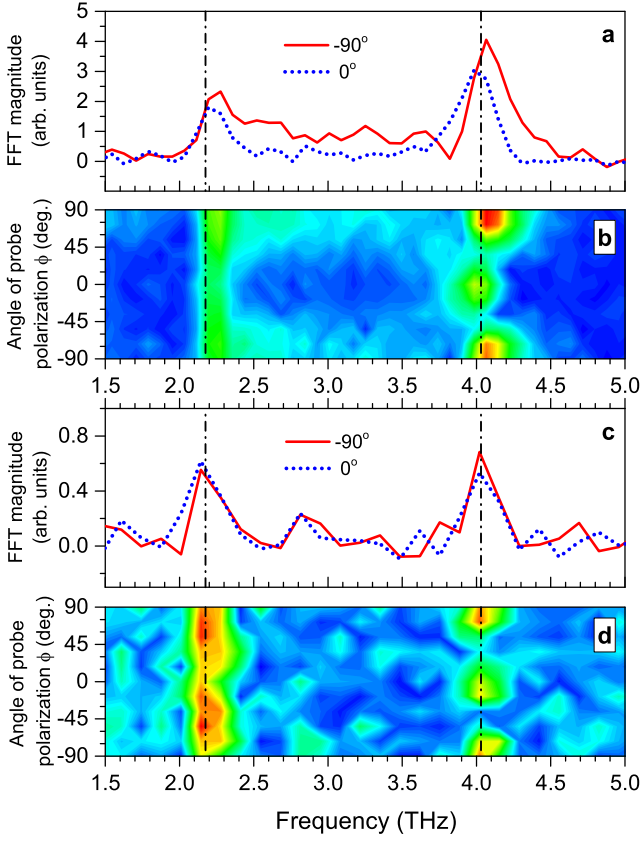 5
4
3
2
1
0
FFT magnitude
(arb. units)
-90°
0°
a
90
45
0
-45
-90
Angle of probe
polarization ϕ (deg.)
b
1.5 2.0 2.5 3.0 3.5 4.0 4.5 5.0
0.8
0.4
0.0
FFT magnitude
(arb. units)
-90°
0°
c
90
45
0
-45
-90
Angle of probe
polarization ϕ (deg.)
d
1.5 2.0 2.5 3.0 3.5 4.0 4.5 5.0
Frequency (THz)